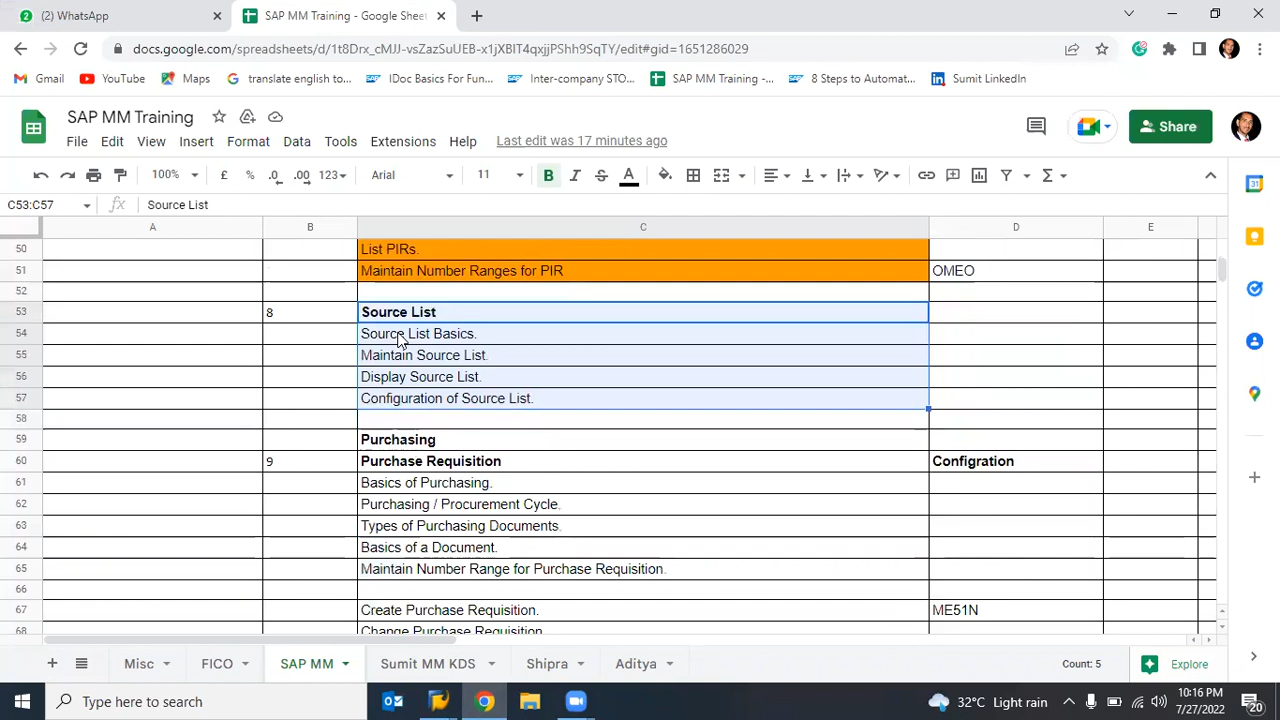 (2) WhatsApp
SAP MM Training - Google Sheet
docs.google.com/spreadsheets/d/1t8Drx_cMJJ-vsZazSuUEB-x1jXBIT4qxjjPShh9SqTY/edit#gid=1651286029
Gmail YouTube Maps translate english to... IDoc Basics For Fun... Inter-company STO... SAP MM Training -... 8 Steps to Automat... Sumit LinkedIn
SAP MM Training
File Edit View Insert Format Data Tools Extensions Help Last edit was 17 minutes ago
Share
100% £ % .0 .00 123 Arial 11 B I S A
C53:C57 fx Source List
A B C D E
50 List PIRs.
51 Maintain Number Ranges for PIR OMEO
52
53 8 Source List
54 Source List Basics.
55 Maintain Source List.
56 Display Source List.
57 Configuration of Source List.
58
59 Purchasing
60 9 Purchase Requisition Configration
61 Basics of Purchasing.
62 Purchasing / Procurement Cycle.
63 Types of Purchasing Documents.
64 Basics of a Document.
65 Maintain Number Range for Purchase Requisition.
66
67 Create Purchase Requisition. ME51N
68 Change Purchase Requisition
Misc FICO SAP MM Sumit MM KDS Shipra Aditya Count: 5 Explore
Type here to search
32°C Light rain
10:16 PM
7/27/2022
20